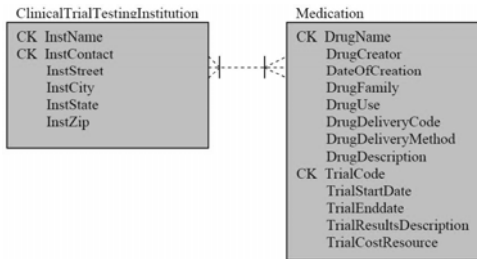 ClinicalTrialTestingInstitution
CK InstName
CK InstContact
InstStreet
InstCity
InstState
InstZip
Medication
CK DrugName
DrugCreator
DateOfCreation
DrugFamily
DrugUse
DrugDeliveryCode
DrugDeliveryMethod
DrugDescription
CK TrialCode
TrialStartDate
TrialEnddate
TrialResultsDescription
TrialCostResource